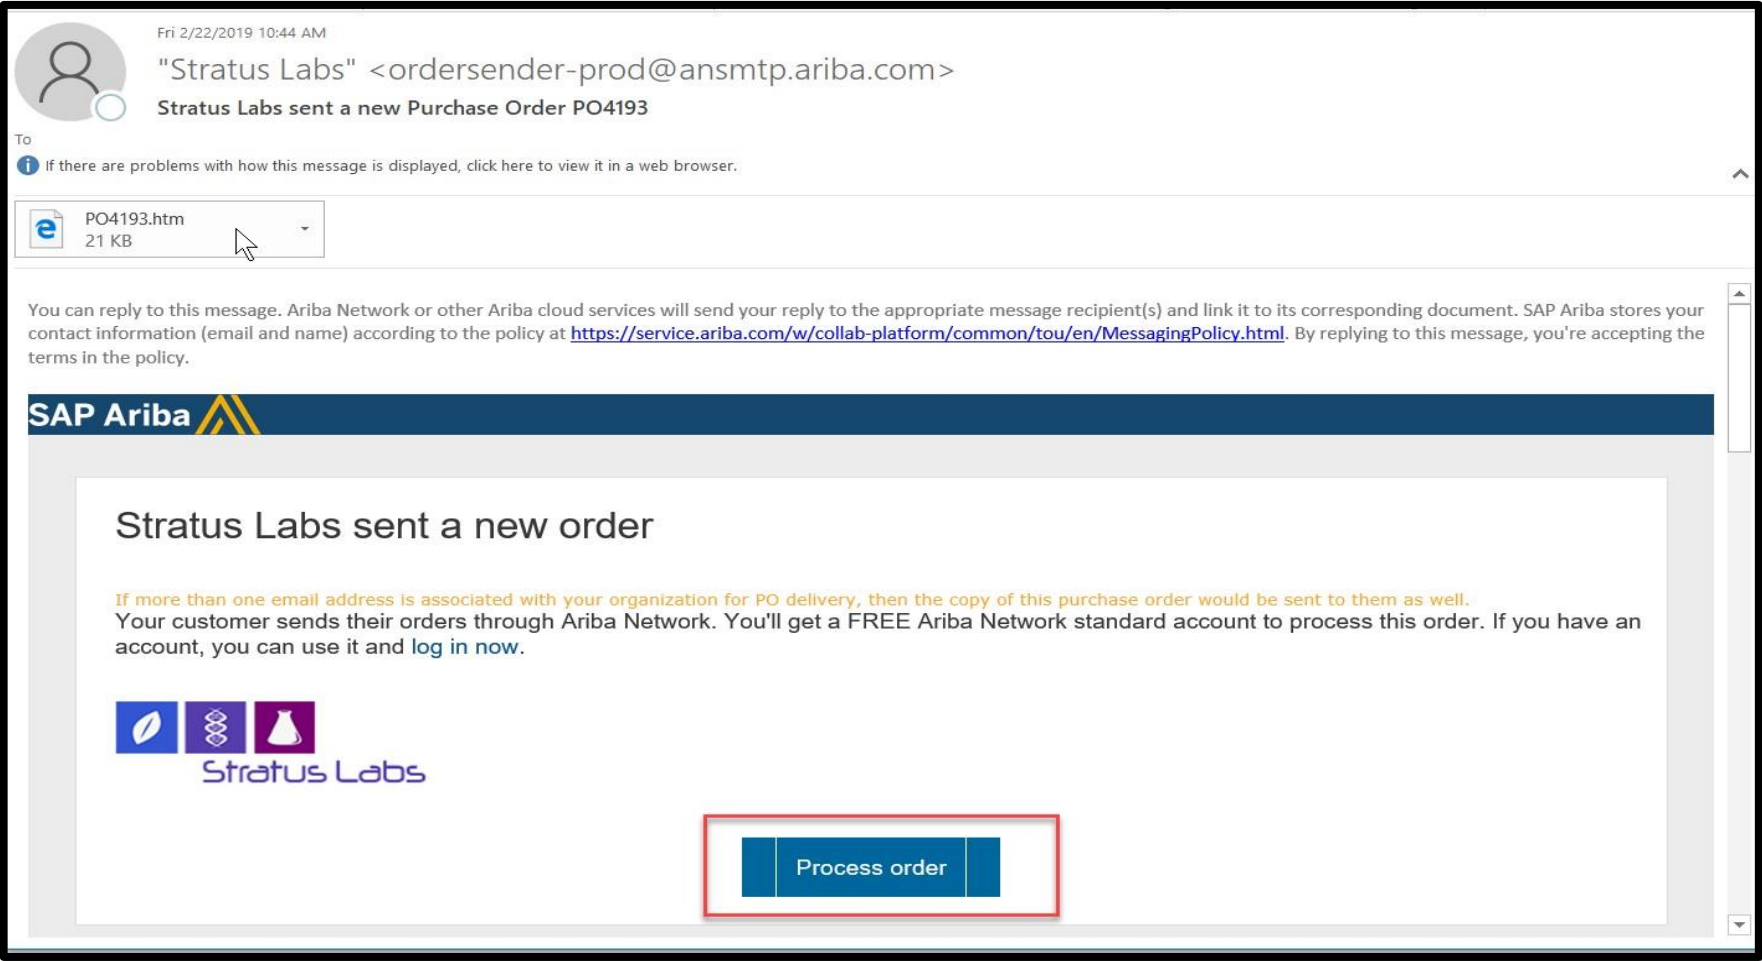 Fri 2/22/2019 10:44 AM
"Stratus Labs" <ordersender-prod@ansmtp.ariba.com>
Stratus Labs sent a new Purchase Order PO4193
To
If there are problems with how this message is displayed, click here to view it in a web browser.
PO4193.htm
21 KB
You can reply to this message. Ariba Network or other Ariba cloud services will send your reply to the appropriate message recipient(s) and link it to its corresponding document. SAP Ariba stores your
contact information (email and name) according to the policy at https://service.ariba.com/w/collab-platform/common/tou/en/MessagingPolicy.html. By replying to this message, you're accepting the
terms in the policy.
SAP Ariba
Stratus Labs sent a new order
If more than one email address is associated with your organization for PO delivery, then the copy of this purchase order would be sent to them as well.
Your customer sends their orders through Ariba Network. You'll get a FREE Ariba Network standard account to process this order. If you have an
account, you can use it and log in now.
Stratus Labs
Process order